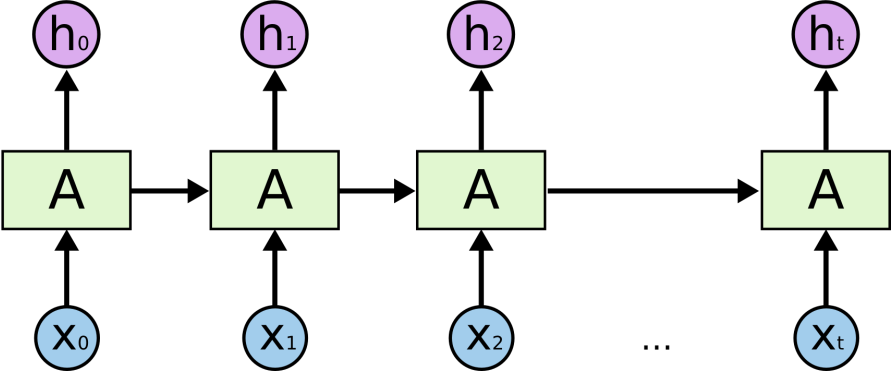 h₀ h₁ h₂ hₜ
A A A A
x₀ x₁ x₂ ... xₜ